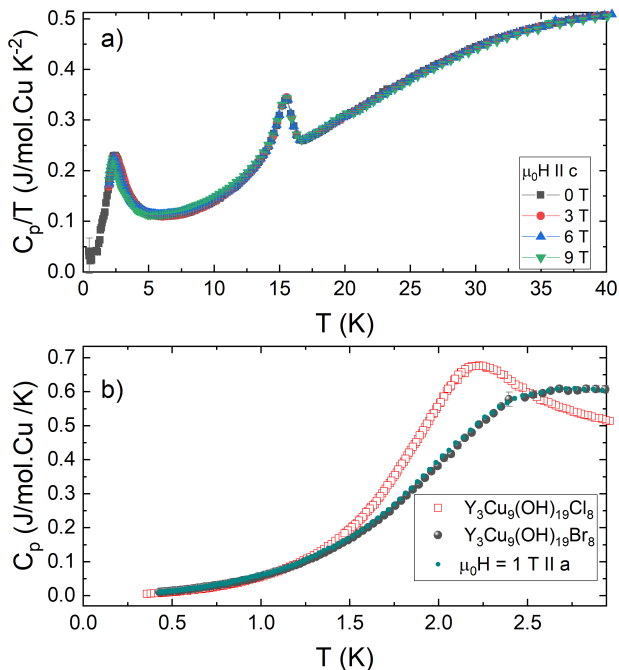 a)
C_p/T (J/mol.Cu K⁻²)
0.5
0.4
0.3
0.2
0.1
0.0
μ₀H II c
0 T
3 T
6 T
9 T
0 5 10 15 20 25 30 35 40
T (K)
b)
C_p (J/mol.Cu /K)
0.7
0.6
0.5
0.4
0.3
0.2
0.1
0.0
Y₃Cu₉(OH)₁₉Cl₈
Y₃Cu₉(OH)₁₉Br₈
μ₀H = 1 T II a
0.0 0.5 1.0 1.5 2.0 2.5
T (K)